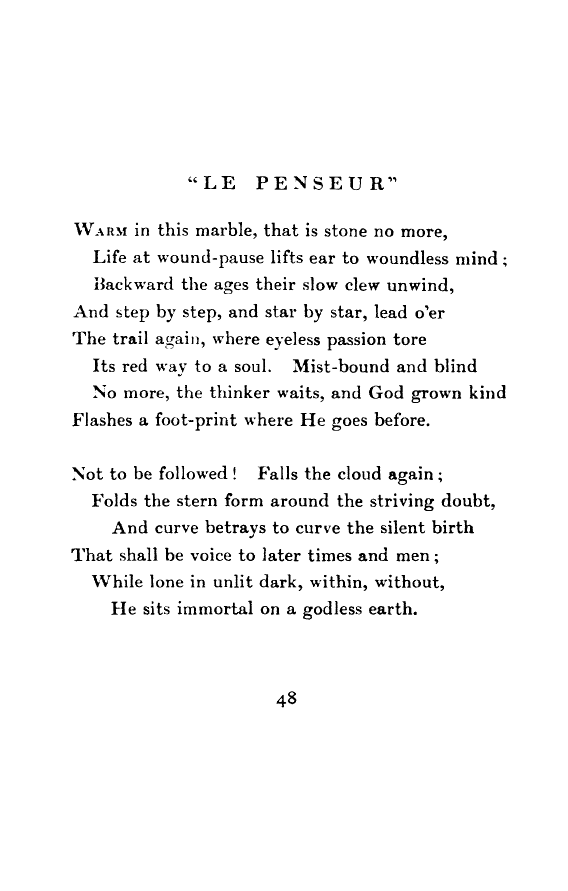 “LE PENSEUR”
WARM in this marble, that is stone no more,
Life at wound-pause lifts ear to woundless mind;
Backward the ages their slow clew unwind,
And step by step, and star by star, lead o'er
The trail again, where eyeless passion tore
Its red way to a soul. Mist-bound and blind
No more, the thinker waits, and God grown kind
Flashes a foot-print where He goes before.
Not to be followed! Falls the cloud again;
Folds the stern form around the striving doubt,
And curve betrays to curve the silent birth
That shall be voice to later times and men;
While lone in unlit dark, within, without,
He sits immortal on a godless earth.
48